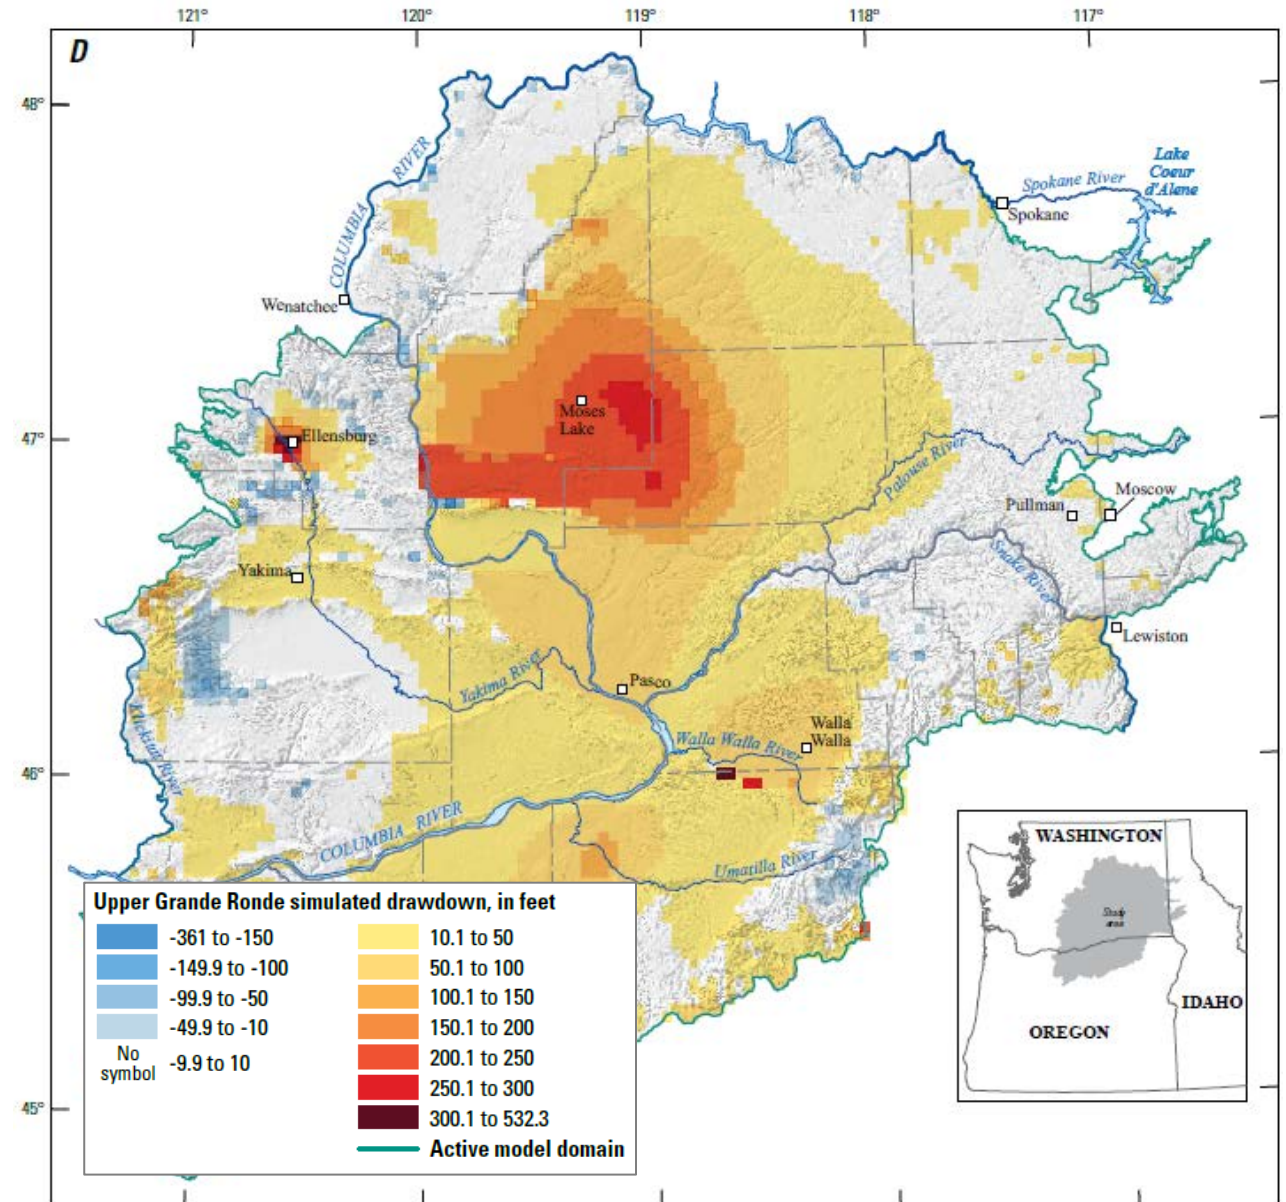 121°
120°
119°
118°
117°
D
48°
COLUMBIA RIVER
Lake
Coeur
d'Alene
Spokane River
Spokane
Wenatchee
Moses
Lake
47°
Ellensburg
Palouse River
Pullman
Moscow
Snake River
Yakima
Lewiston
Yakima River
Pasco
Klickitat River
Walla
Walla
Walla Walla River
46°
COLUMBIA RIVER
Umatilla River
Upper Grande Ronde simulated drawdown, in feet
-361 to -150
-149.9 to -100
-99.9 to -50
-49.9 to -10
No
symbol
-9.9 to 10
10.1 to 50
50.1 to 100
100.1 to 150
150.1 to 200
200.1 to 250
250.1 to 300
300.1 to 532.3
Active model domain
WASHINGTON
Study
area
IDAHO
OREGON
45°